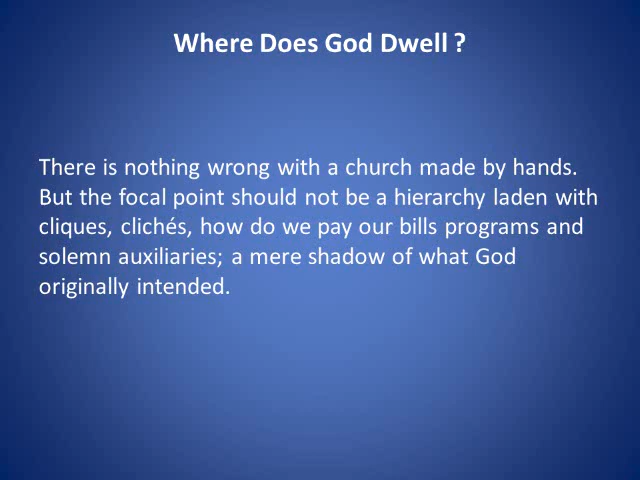 Where Does God Dwell ?
There is nothing wrong with a church made by hands.
But the focal point should not be a hierarchy laden with
cliques, clichés, how do we pay our bills programs and
solemn auxiliaries; a mere shadow of what God
originally intended.